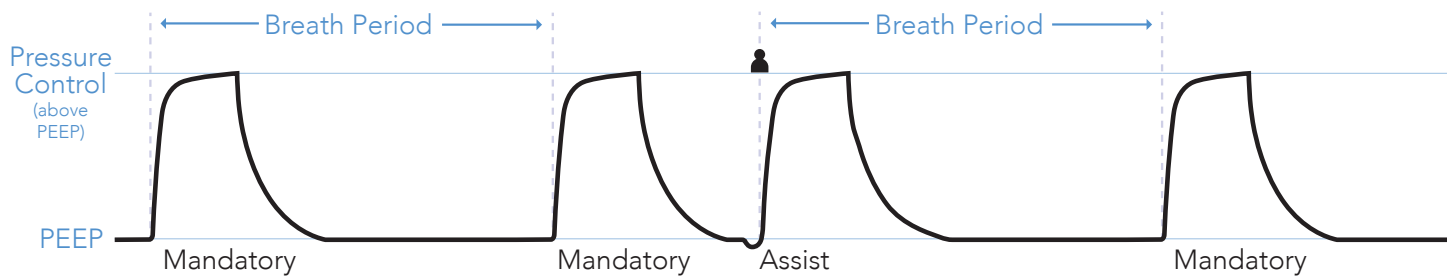 Breath Period
Breath Period
Pressure
Control
(above
PEEP)
PEEP
Mandatory
Mandatory
Assist
Mandatory